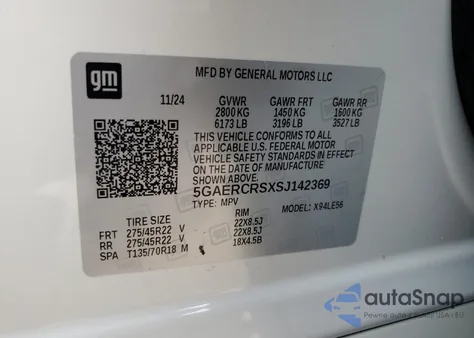 gm
MFD BY GENERAL MOTORS LLC
11/24 GVWR GAWR FRT GAWR RR
2800 KG 1450 KG 1600 KG
6173 LB 3196 LB 3527 LB
THIS VEHICLE CONFORMS TO ALL
APPLICABLE U.S. FEDERAL MOTOR
VEHICLE SAFETY STANDARDS IN EFFECT
ON THE DATE OF MANUFACTURE
SHOWN ABOVE.
5GAERCRSXSJ142369
TYPE: MPV MODEL: X94LE56
TIRE SIZE RIM
FRT 275/45R22 V 22X8.5J
RR 275/45R22 V 22X8.5J
SPA T135/70R18 M 18X4.5B
autoSnap